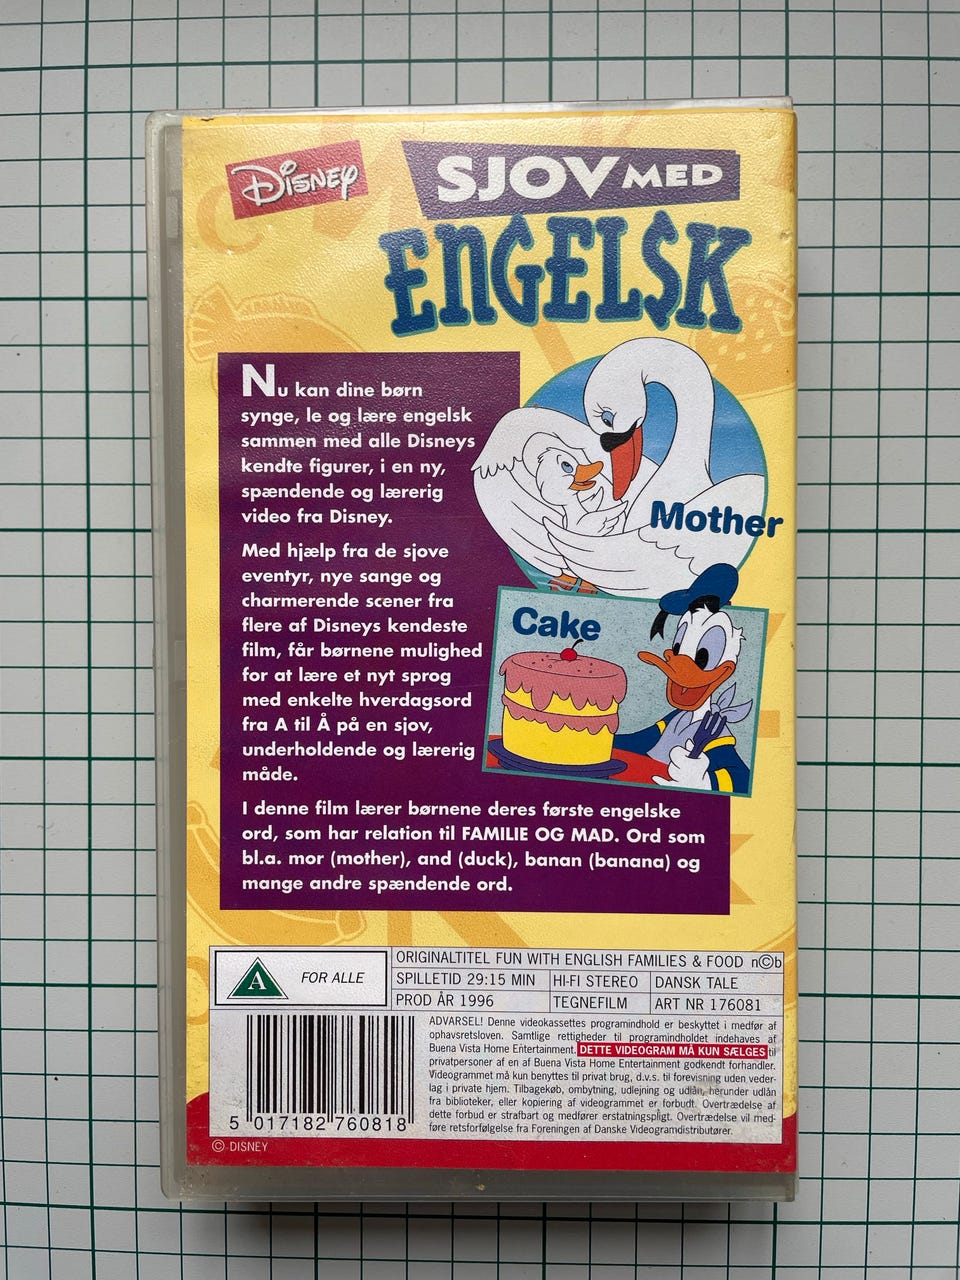 Disney
SJOV MED
ENGELSK
Nu kan dine børn
synge, le og lære engelsk
sammen med alle Disneys
kendte figurer, i en ny,
spændende og lærerig
video fra Disney.
Med hjælp fra de sjove
eventyr, nye sange og
charmerende scener fra
flere af Disneys kendeste
film, får børnene mulighed
for at lære et nyt sprog
med enkelte hverdagsord
fra A til Å på en sjov,
underholdende og lærerig
måde.
I denne film lærer børnene deres første engelske
ord, som har relation til FAMILIE OG MAD. Ord som
bl.a. mor (mother), and (duck), banan (banana) og
mange andre spændende ord.
Mother
Cake
A FOR ALLE
ORIGINALTITEL FUN WITH ENGLISH FAMILIES & FOOD n©b
SPILLETID 29:15 MIN HI-FI STEREO DANSK TALE
PROD ÅR 1996 TEGNEFILM ART NR 176081
ADVARSEL! Denne videokassettes programindhold er beskyttet i medfør af
ophavsretsloven. Samtlige rettigheder til programindholdet indehaves af
Buena Vista Home Entertainment. DETTE VIDEOGRAM MÅ KUN SÆLGES til
privatpersoner af en af Buena Vista Home Entertainment godkendt forhandler.
Videogrammet må kun benyttes til privat brug, d.v.s. til forevisning uden veder-
lag i private hjem. Tilbagekøb, ombytning, udlejning og udlån, herunder udlån
fra biblioteker, eller kopiering af videogrammet er forbudt. Overtrædelse af
dette forbud er strafbart og medfører erstatningspligt. Overtrædelse vil med-
føre retsforfølgelse fra Foreningen af Danske Videogramdistributører.
5 017182 760818
© DISNEY